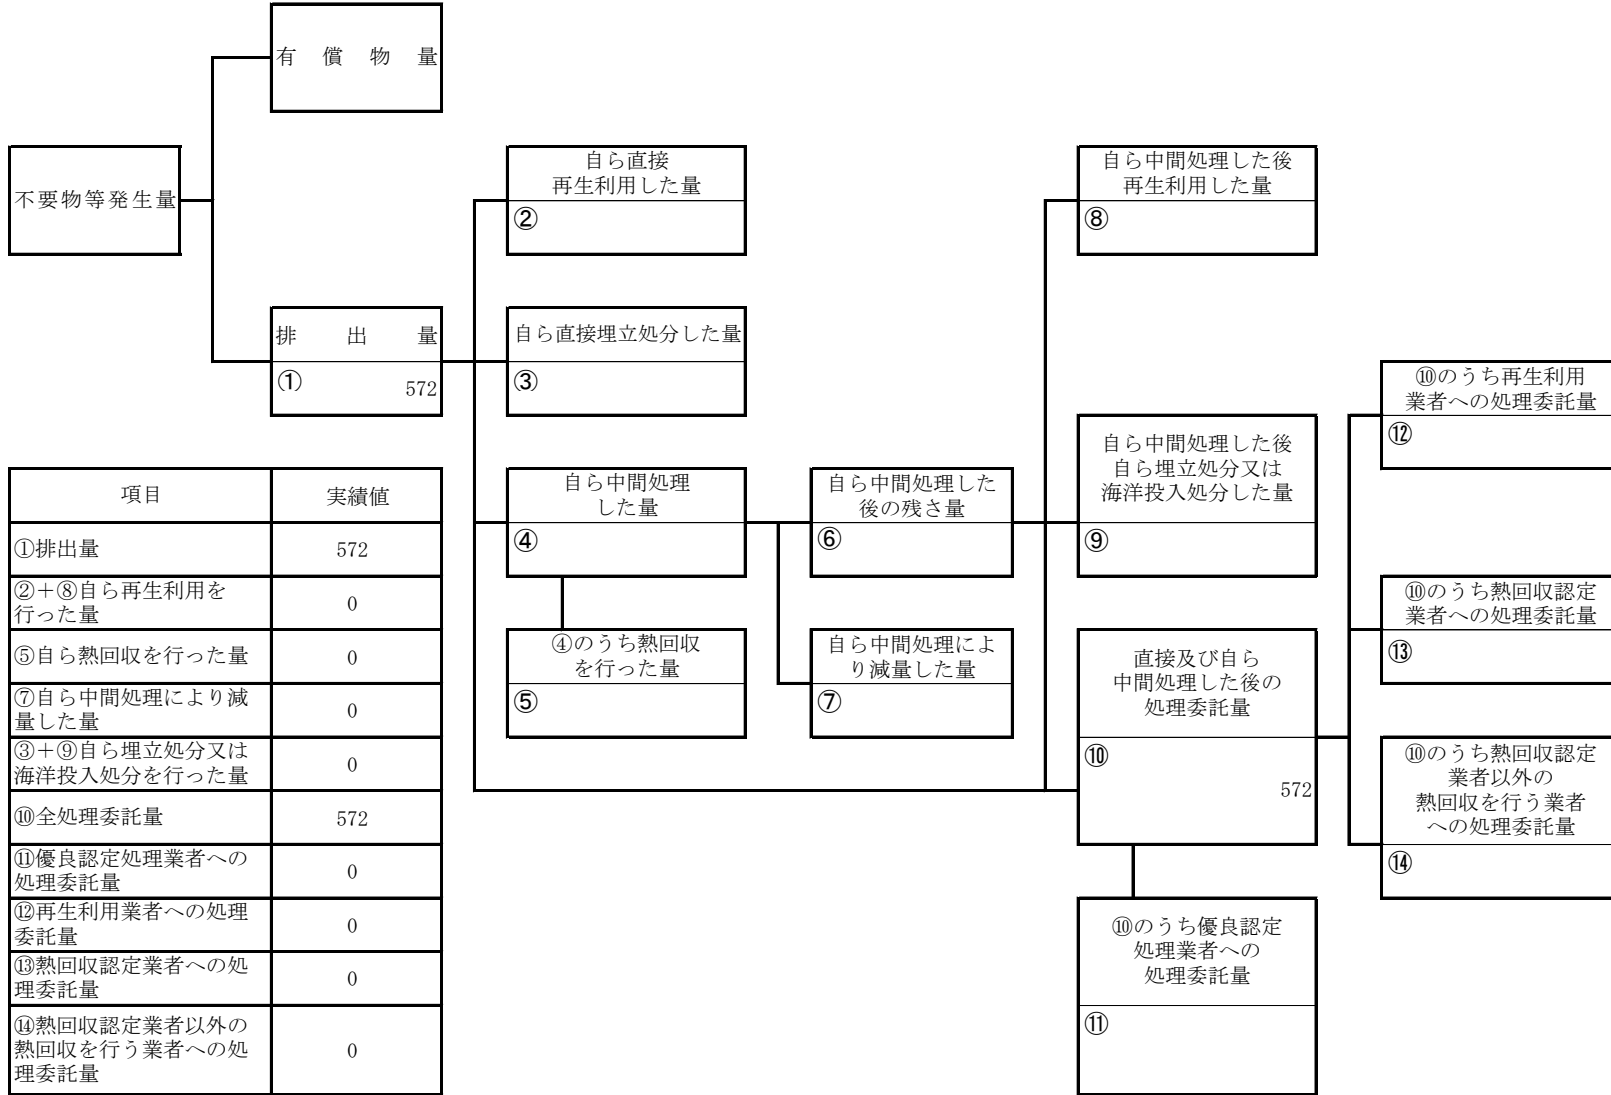 有償物量
不要物等発生量
排出量
①
572
自ら直接
再生利用した量
②
自ら直接埋立処分した量
③
自ら中間処理
した量
④
④のうち熱回収
を行った量
⑤
自ら中間処理した
後の残さ量
⑥
自ら中間処理によ
り減量した量
⑦
自ら中間処理した後
再生利用した量
⑧
自ら中間処理した後
自ら埋立処分又は
海洋投入処分した量
⑨
直接及び自ら
中間処理した後の
処理委託量
⑩
572
⑩のうち優良認定
処理業者への
処理委託量
⑪
⑩のうち再生利用
業者への処理委託量
⑫
⑩のうち熱回収認定
業者への処理委託量
⑬
⑩のうち熱回収認定
業者以外の
熱回収を行う業者
への処理委託量
⑭
項目 実績値
①排出量 572
②+⑧自ら再生利用を
行った量 0
⑤自ら熱回収を行った量 0
⑦自ら中間処理により減
量した量 0
③+⑨自ら埋立処分又は
海洋投入処分を行った量 0
⑩全処理委託量 572
⑪優良認定処理業者への
処理委託量 0
⑫再生利用業者への処理
委託量 0
⑬熱回収認定業者への処
理委託量 0
⑭熱回収認定業者以外の
熱回収を行う業者への処
理委託量 0